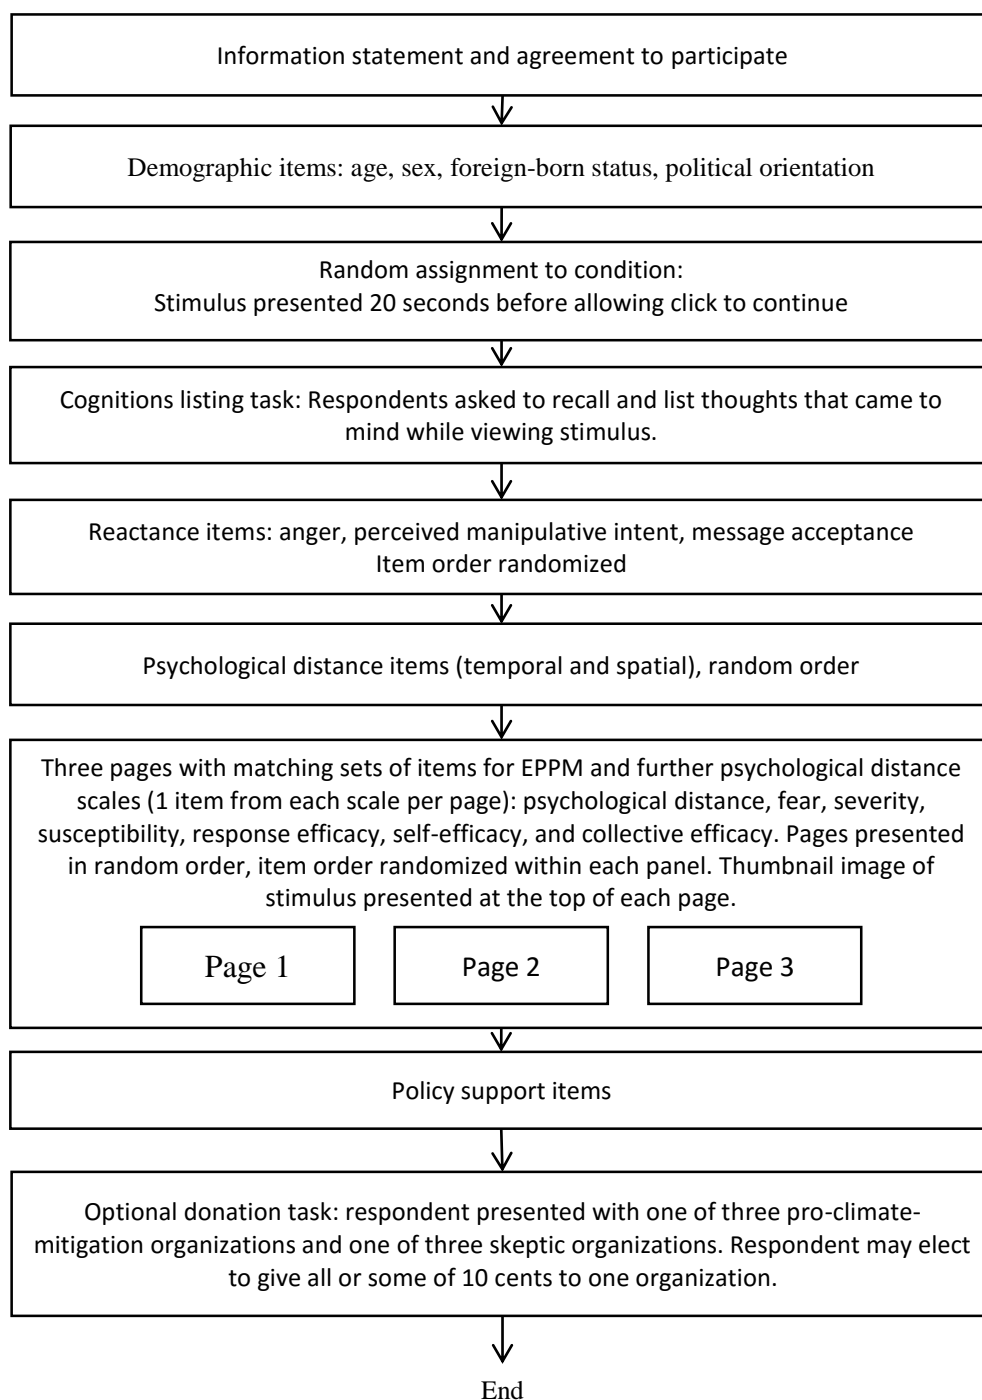 Information statement and agreement to participate
Demographic items: age, sex, foreign-born status, political orientation
Random assignment to condition:
Stimulus presented 20 seconds before allowing click to continue
Cognitions listing task: Respondents asked to recall and list thoughts that came to
mind while viewing stimulus.
Reactance items: anger, perceived manipulative intent, message acceptance
Item order randomized
Psychological distance items (temporal and spatial), random order
Three pages with matching sets of items for EPPM and further psychological distance
scales (1 item from each scale per page): psychological distance, fear, severity,
susceptibility, response efficacy, self-efficacy, and collective efficacy. Pages presented
in random order, item order randomized within each panel. Thumbnail image of
stimulus presented at the top of each page.
Page 1
Page 2
Page 3
Policy support items
Optional donation task: respondent presented with one of three pro-climate-
mitigation organizations and one of three skeptic organizations. Respondent may elect
to give all or some of 10 cents to one organization.
End